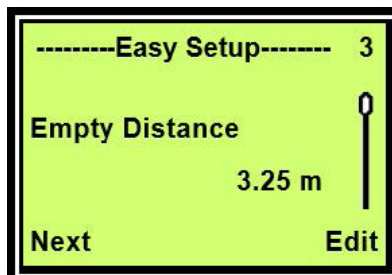 ---------Easy Setup-------- 3
Empty Distance
3.25 m
Next Edit